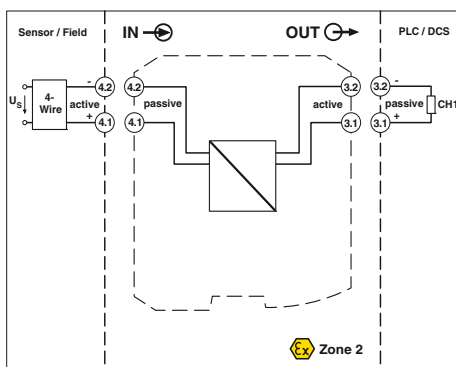 Sensor / Field
IN
OUT
PLC / DCS
US
4-
Wire
-
active
+
4.2
4.1
4.2
passive
4.1
3.2
active
3.1
3.2
3.1
-
passive
+
CH1
Ex Zone 2